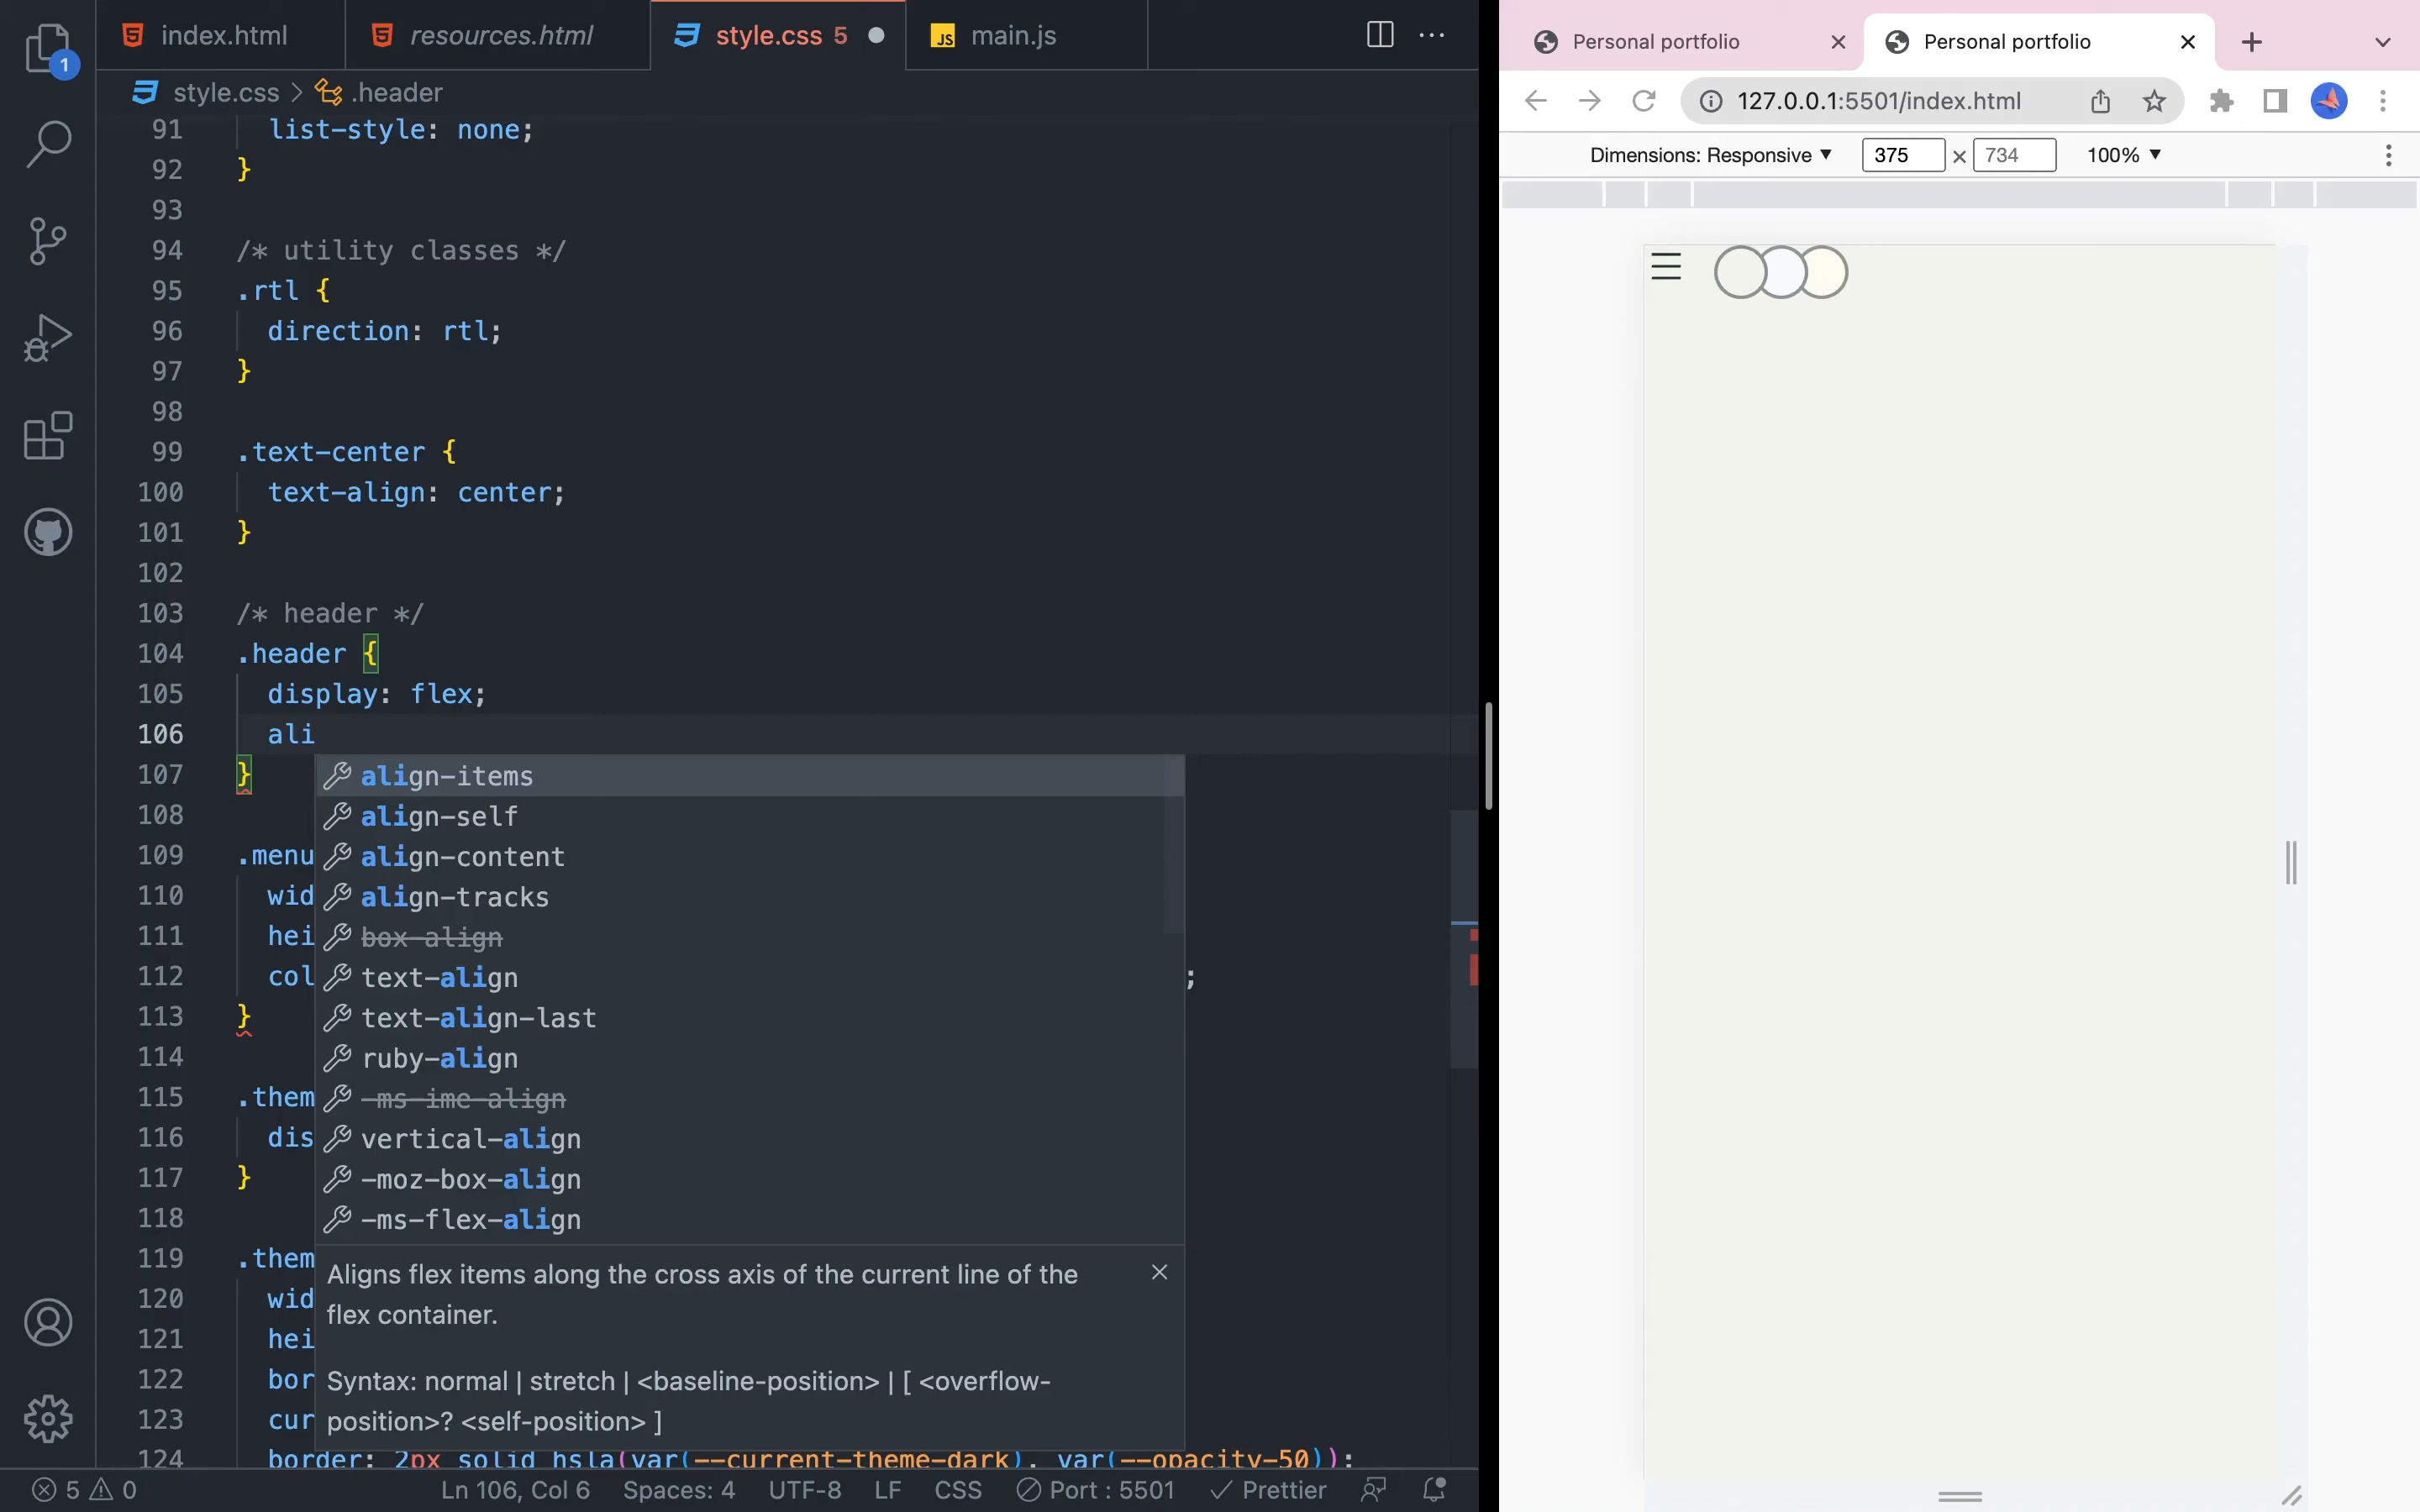 1
index.html
resources.html
style.css 5
JS main.js
style.css > .header
91 list-style: none;
92 }
93
94 /* utility classes */
95 .rtl {
96 direction: rtl;
97 }
98
99 .text-center {
100 text-align: center;
101 }
102
103 /* header */
104 .header {
105 display: flex;
106 ali
107 }
108
109 .menu
110 wid
111 hei
112 col ;
113 }
114
115 .them
116 dis
117 }
118
119 .them
120 wid
121 hei
122 bor
123 cur
124 border: 2px solid hsla(var(--current-theme-dark), var(--opacity-50));
align-items
align-self
align-content
align-tracks
box-align
text-align
text-align-last
ruby-align
-ms-ime-align
vertical-align
-moz-box-align
-ms-flex-align
Aligns flex items along the cross axis of the current line of the
flex container.
Syntax: normal | stretch | <baseline-position> | [ <overflow-
position>? <self-position> ]
5 0
Ln 106, Col 6
Spaces: 4
UTF-8
LF
CSS
Port : 5501
Prettier
Personal portfolio
Personal portfolio
127.0.0.1:5501/index.html
Dimensions: Responsive ▼ 375 × 734 100% ▼